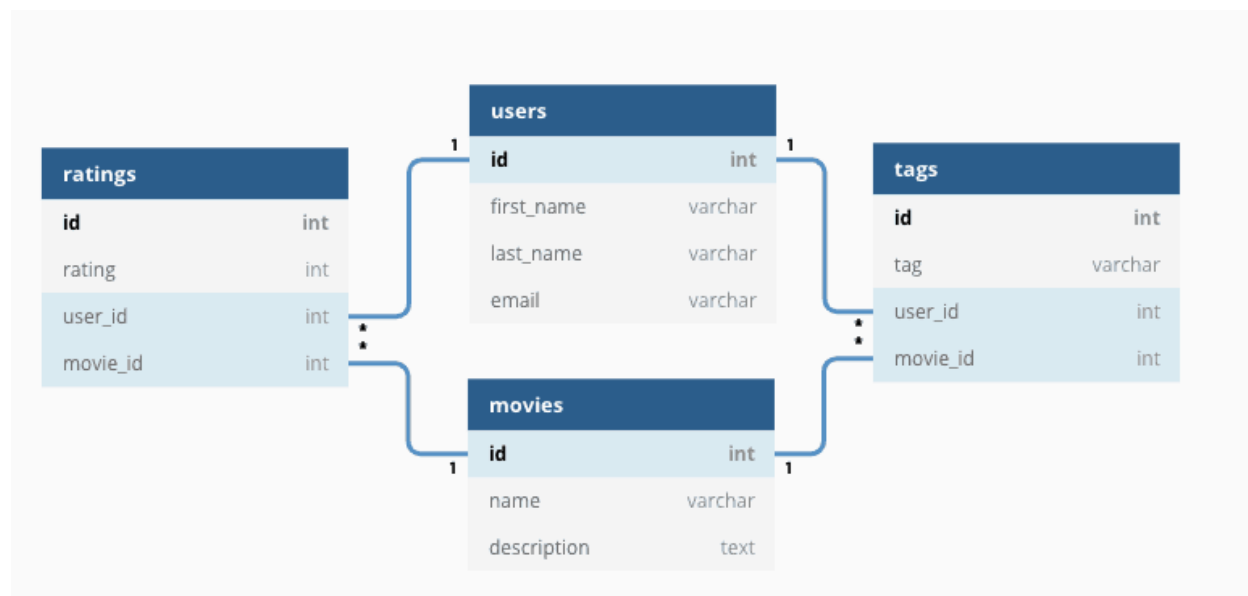 ratings
id int
rating int
user_id int
*
*
movie_id int
users
1
1
id int
first_name varchar
last_name varchar
email varchar
movies
id int
1
1
name varchar
description text
tags
id int
tag varchar
user_id int
*
*
movie_id int